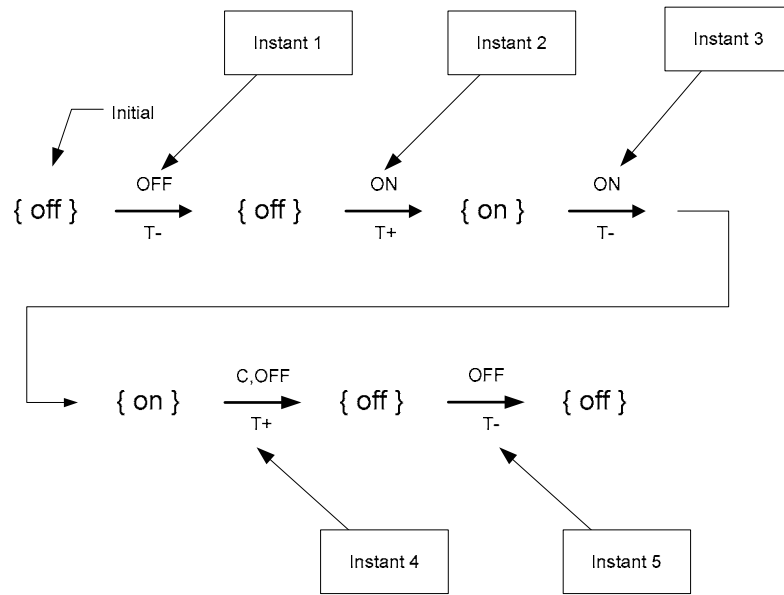 Instant 1
Instant 2
Instant 3
Initial
OFF
ON
ON
{ off }
{ off }
{ on }
T-
T+
T-
C,OFF
OFF
{ on }
{ off }
{ off }
T+
T-
Instant 4
Instant 5